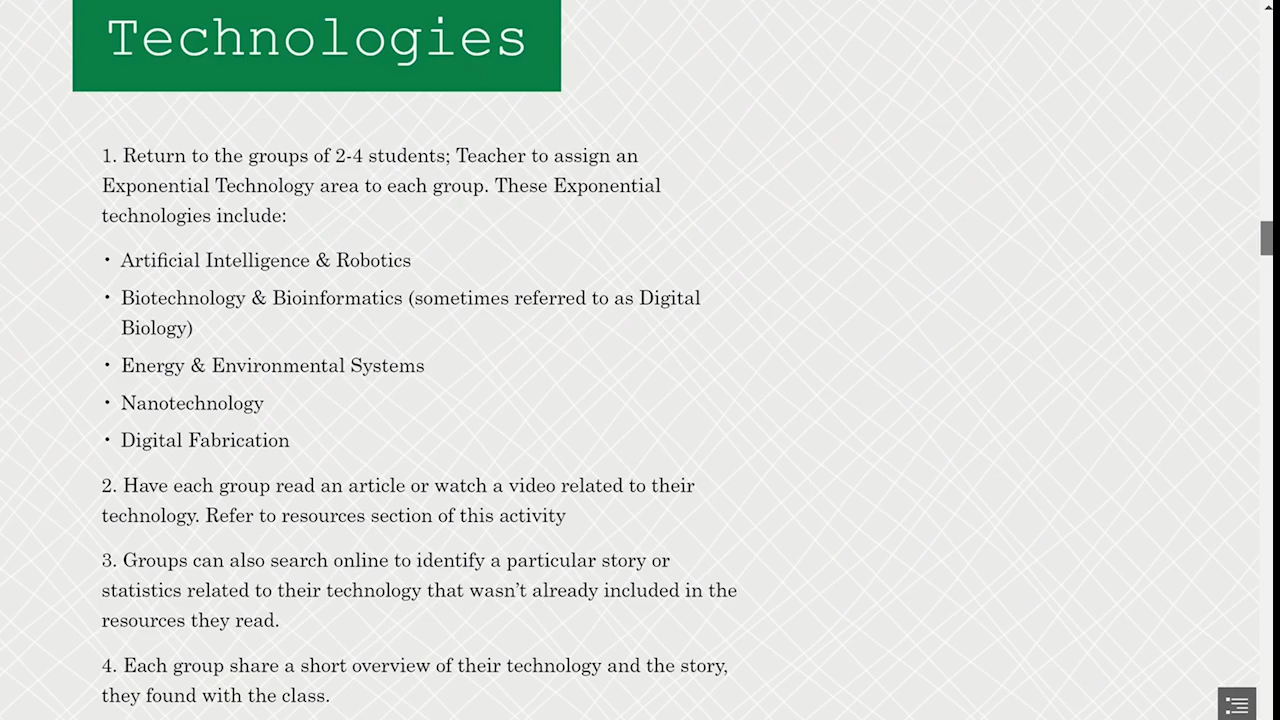 Technologies
1. Return to the groups of 2-4 students; Teacher to assign an
Exponential Technology area to each group. These Exponential
technologies include:
• Artificial Intelligence & Robotics
• Biotechnology & Bioinformatics (sometimes referred to as Digital
Biology)
• Energy & Environmental Systems
• Nanotechnology
• Digital Fabrication
2. Have each group read an article or watch a video related to their
technology. Refer to resources section of this activity
3. Groups can also search online to identify a particular story or
statistics related to their technology that wasn’t already included in the
resources they read.
4. Each group share a short overview of their technology and the story,
they found with the class.